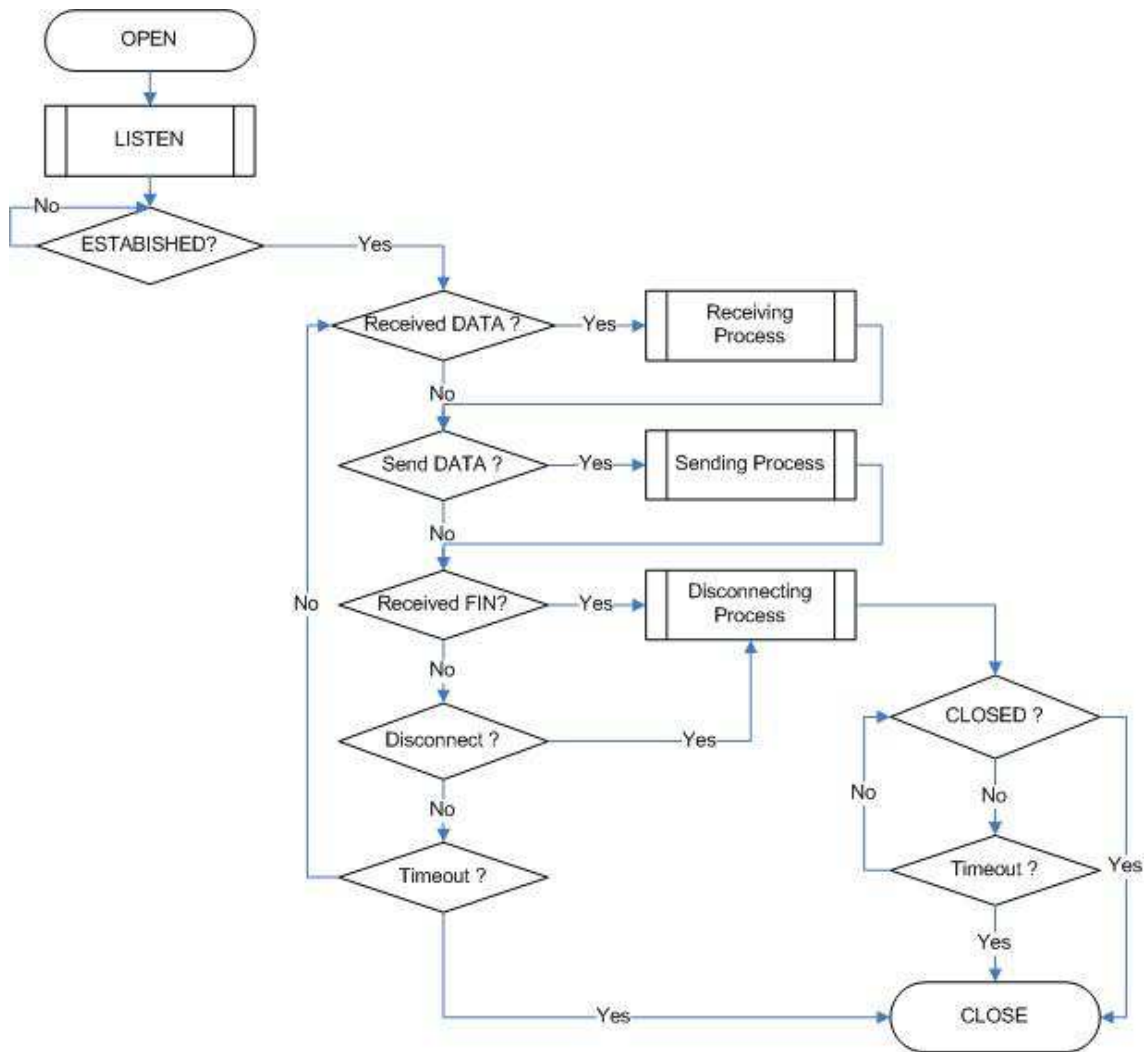 OPEN
LISTEN
No
ESTABISHED?
Yes
Received DATA ?
Yes
Receiving
Process
No
Send DATA ?
Yes
Sending Process
No
Received FIN?
Yes
Disconnecting
Process
No
No
Disconnect ?
Yes
CLOSED ?
No
No
No
Timeout ?
Timeout ?
Yes
Yes
Yes
CLOSE